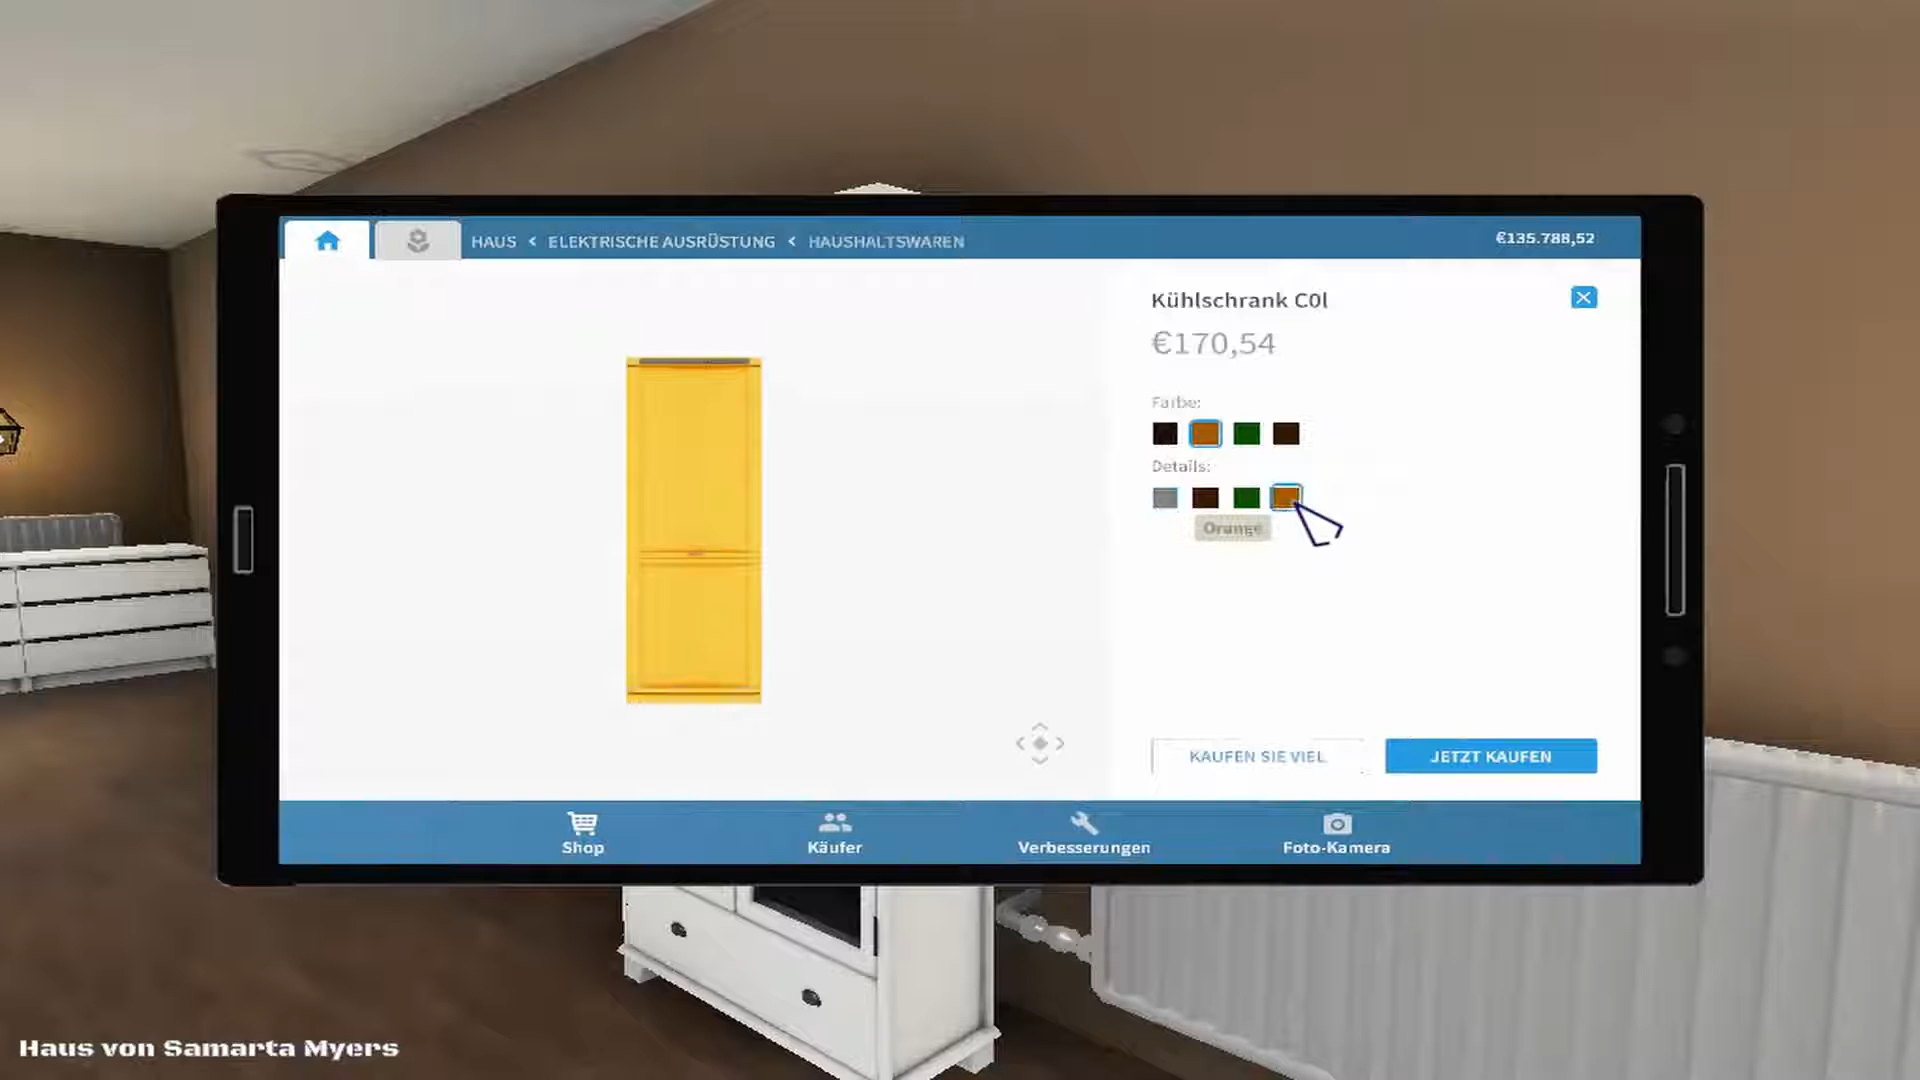 HAUS < ELEKTRISCHE AUSRÜSTUNG < HAUSHALTSWAREN
€135.788,52
Kühlschrank C0l
€170,54
Farbe:
Details:
Orange
KAUFEN SIE VIEL
JETZT KAUFEN
Shop
Käufer
Verbesserungen
Foto-Kamera
Haus von Samarta Myers